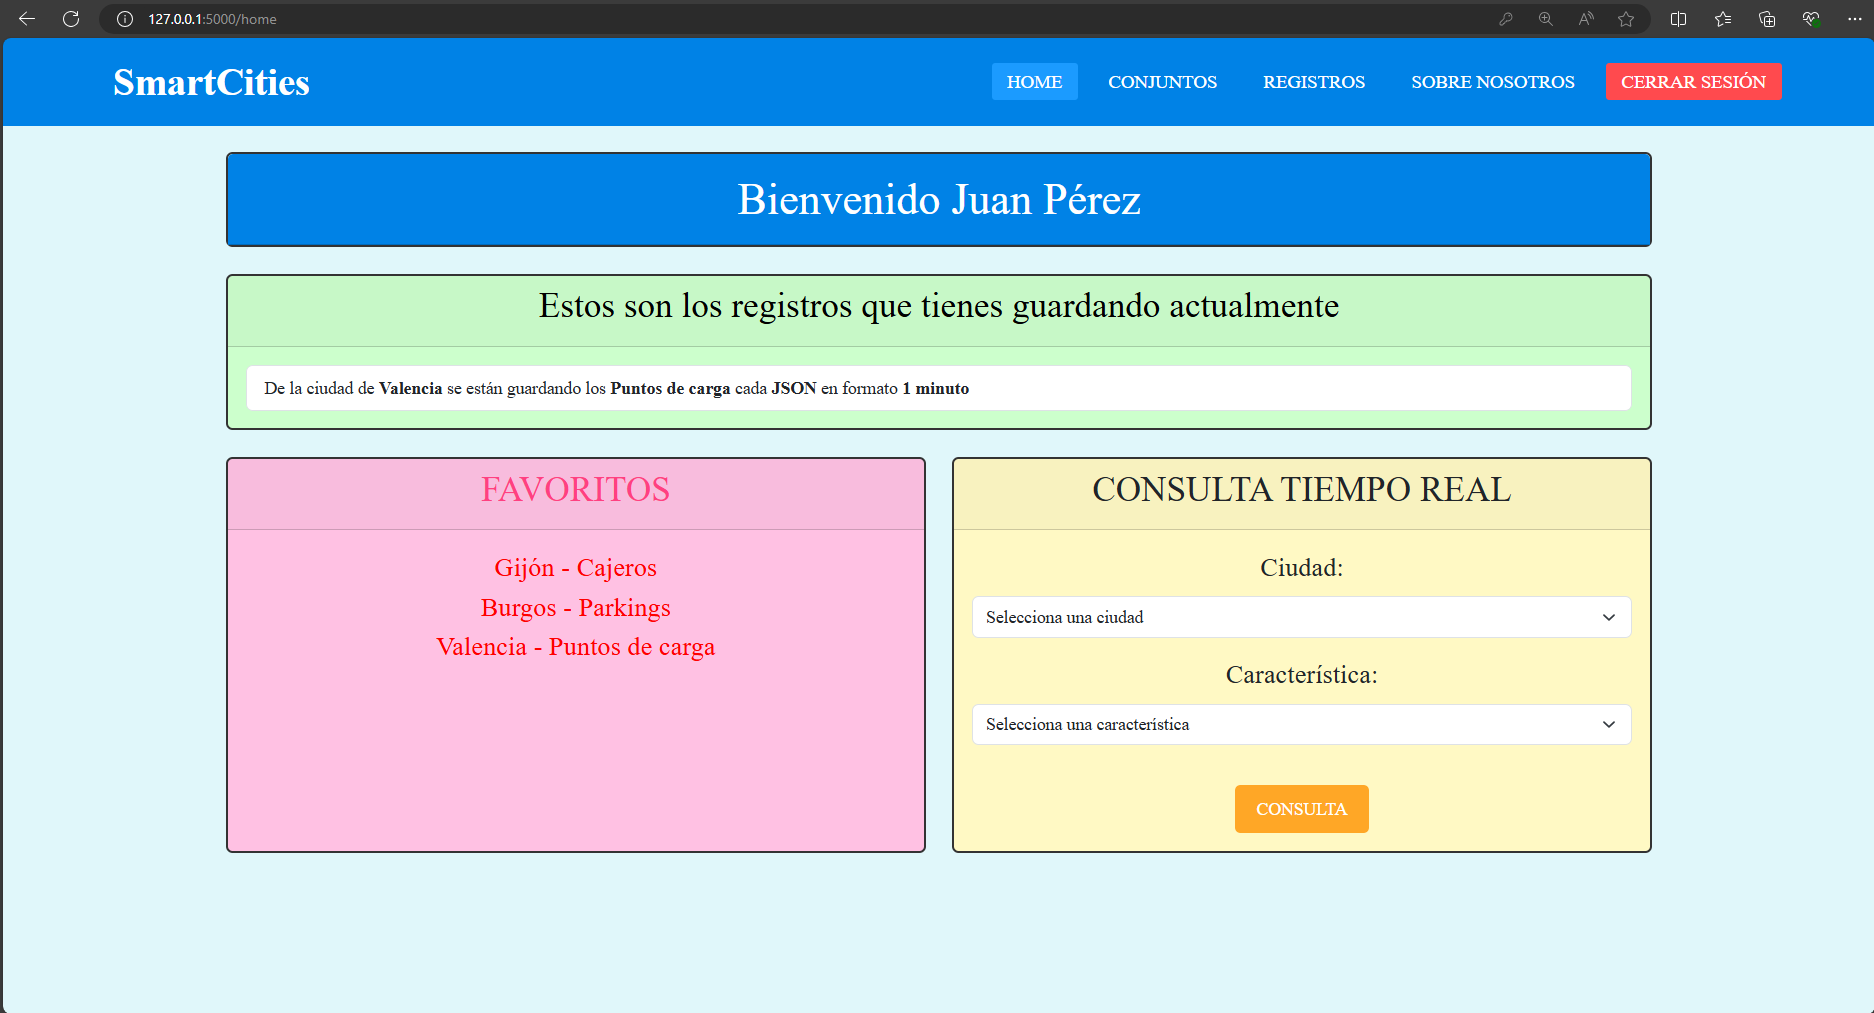 127.0.0.1:5000/home
SmartCities
HOME CONJUNTOS REGISTROS SOBRE NOSOTROS CERRAR SESIÓN
Bienvenido Juan Pérez
Estos son los registros que tienes guardando actualmente
De la ciudad de Valencia se están guardando los Puntos de carga cada JSON en formato 1 minuto
FAVORITOS
Gijón - Cajeros
Burgos - Parkings
Valencia - Puntos de carga
CONSULTA TIEMPO REAL
Ciudad:
Selecciona una ciudad
Característica:
Selecciona una característica
CONSULTA